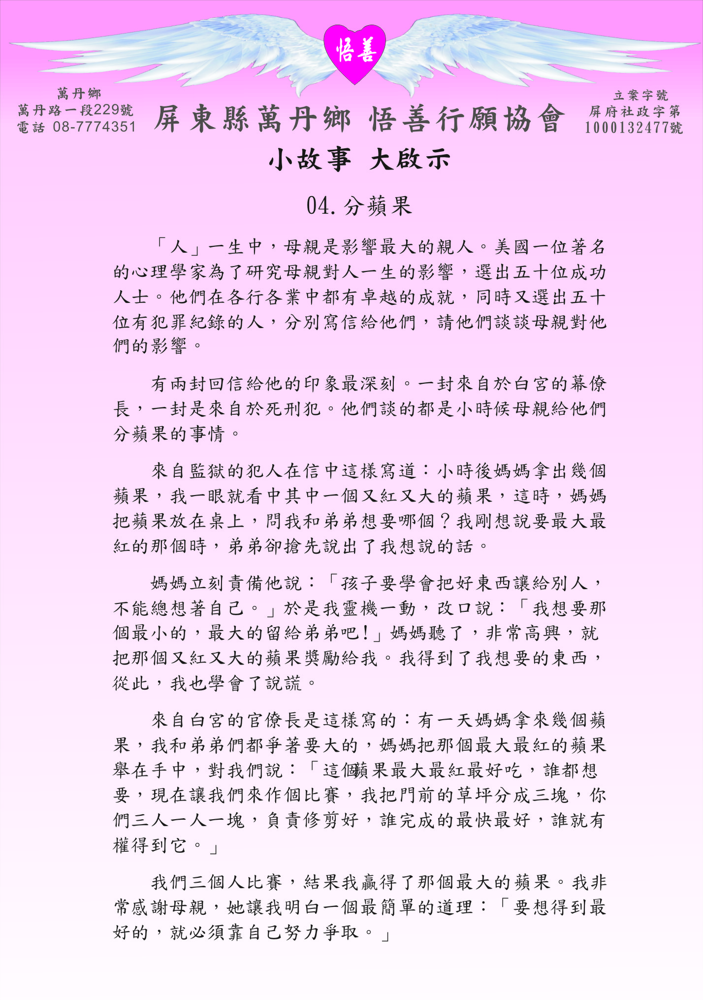 悟善
萬丹鄉
萬丹路一段229號
電話 08-7774351
屏東縣萬丹鄉 悟善行願協會
立案字號
屏府社政字第
1000132477號
小故事 大啟示
04.分蘋果
「人」一生中，母親是影響最大的親人。美國一位著名
的心理學家為了研究母親對人一生的影響，選出五十位成功
人士。他們在各行各業中都有卓越的成就，同時又選出五十
位有犯罪紀錄的人，分別寫信給他們，請他們談談母親對他
們的影響。
有兩封回信給他的印象最深刻。一封來自於白宮的幕僚
長，一封是來自於死刑犯。他們談的都是小時候母親給他們
分蘋果的事情。
來自監獄的犯人在信中這樣寫道：小時後媽媽拿出幾個
蘋果，我一眼就看中其中一個又紅又大的蘋果，這時，媽媽
把蘋果放在桌上，問我和弟弟想要哪個？我剛想說要最大最
紅的那個時，弟弟卻搶先說出了我想說的話。
媽媽立刻責備他說：「孩子要學會把好東西讓給別人，
不能總想著自己。」於是我靈機一動，改口說：「我想要那
個最小的，最大的留給弟弟吧!」媽媽聽了，非常高興，就
把那個又紅又大的蘋果獎勵給我。我得到了我想要的東西，
從此，我也學會了說謊。
來自白宮的官僚長是這樣寫的：有一天媽媽拿來幾個蘋
果，我和弟弟們都爭著要大的，媽媽把那個最大最紅的蘋果
舉在手中，對我們說：「這個蘋果最大最紅最好吃，誰都想
要，現在讓我們來作個比賽，我把門前的草坪分成三塊，你
們三人一人一塊，負責修剪好，誰完成的最快最好，誰就有
權得到它。」
我們三個人比賽，結果我贏得了那個最大的蘋果。我非
常感謝母親，她讓我明白一個最簡單的道理：「要想得到最
好的，就必須靠自己努力爭取。」